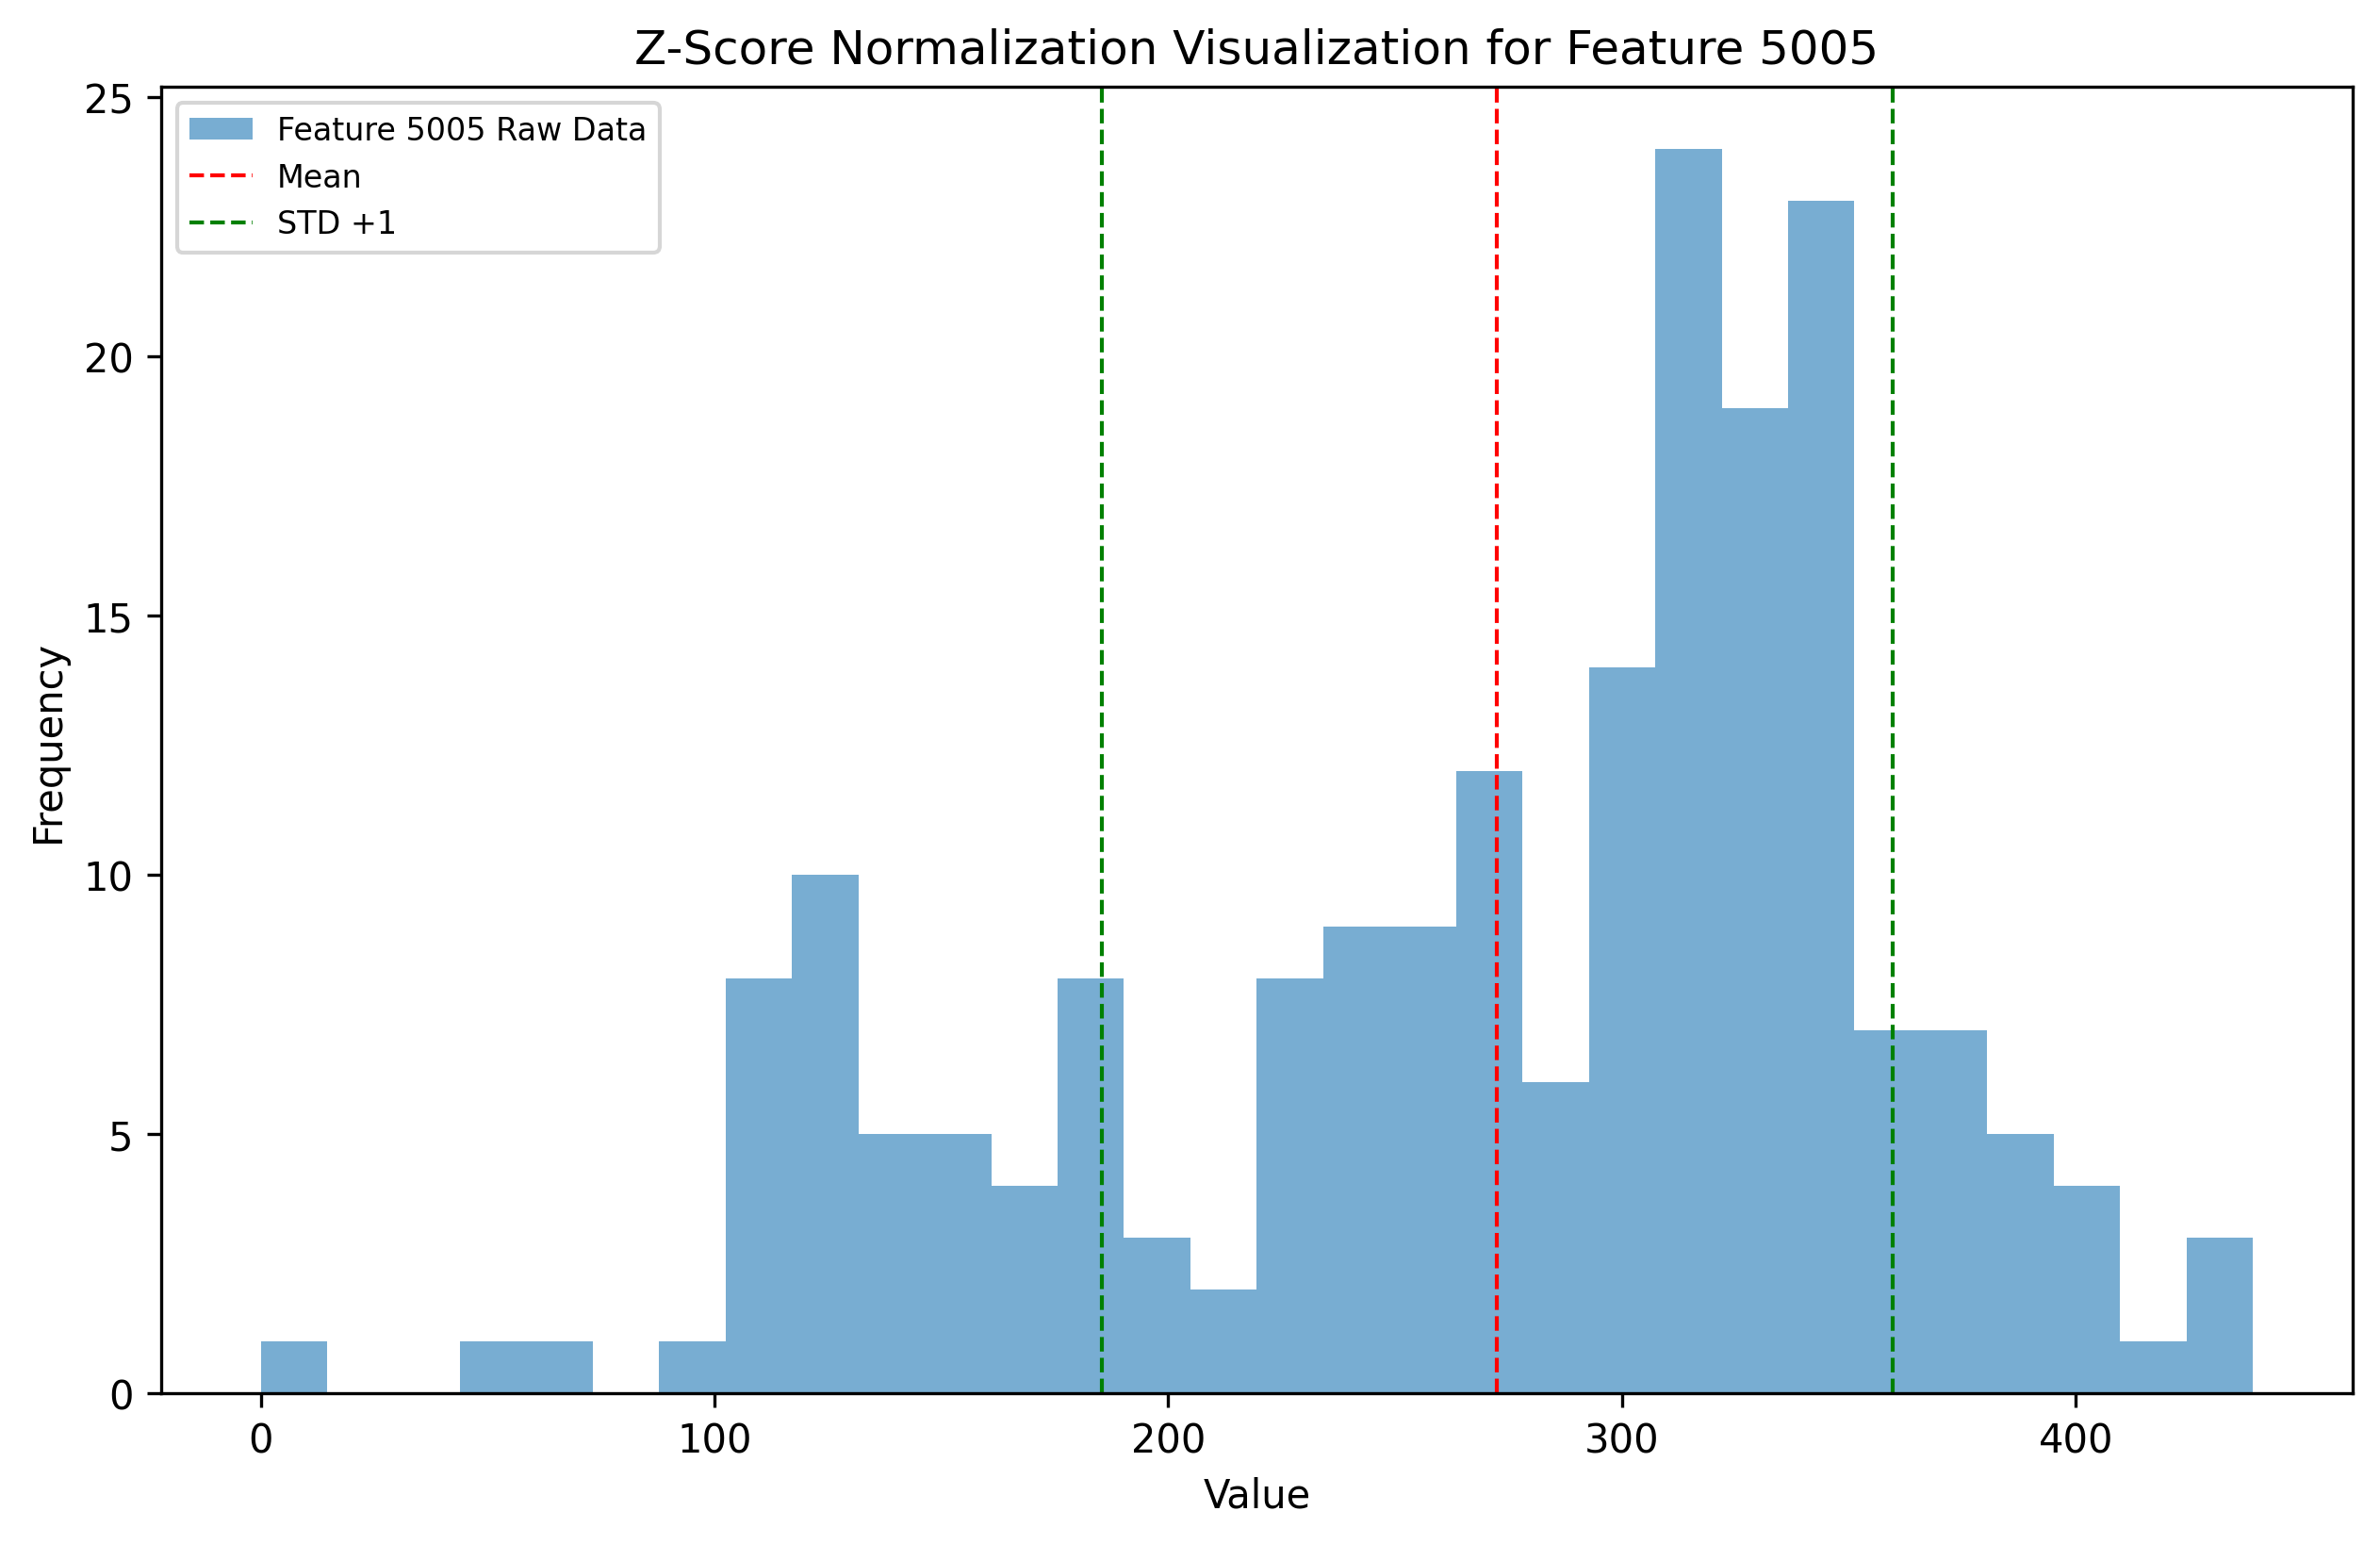 Z-Score Normalization Visualization for Feature 5005
Feature 5005 Raw Data
Mean
STD +1
25
20
15
10
5
0
Frequency
0 100 200 300 400
Value